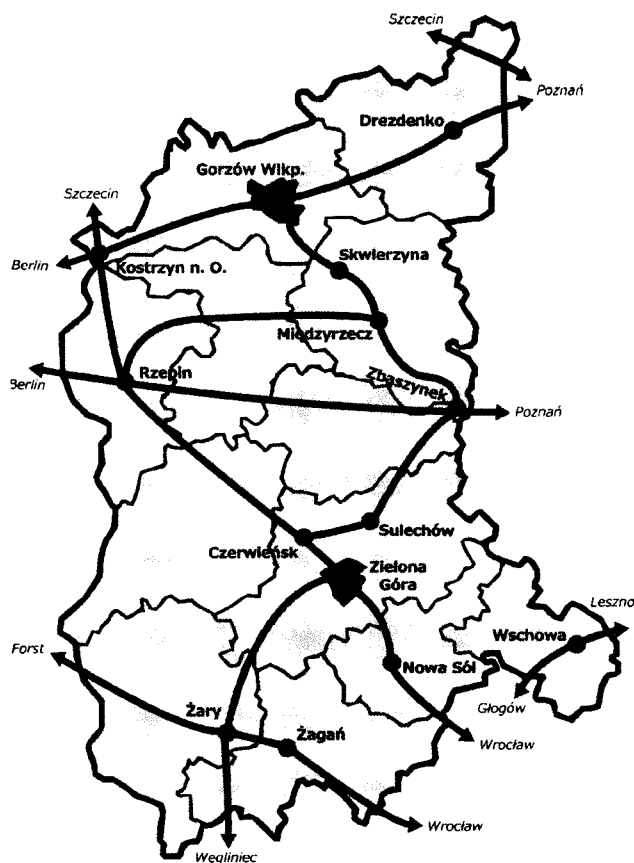 Szczecin
Poznań
Drezdenko
Gorzów Wlkp.
Szczecin
Skwierzyna
Berlin
Kostrzyn n. O.
Międzyrzecz
Rzepin
Zbąszynek
Berlin
Poznań
Sulechów
Czerwieńsk
Zielona
Góra
Leszno
Wschowa
Forst
Nowa Sól
Głogów
Żary
Żagań
Wrocław
Wrocław
Węgliniec